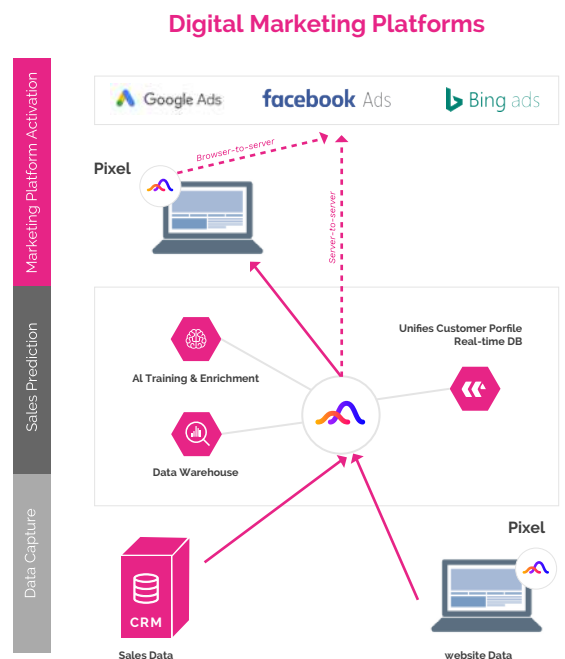 Digital Marketing Platforms
Marketing Platform Activation
Google Ads
facebook Ads
Bing ads
Browser-to-server
Pixel
Server-to-server
Sales Prediction
Unifies Customer Porfile
Real-time DB
AI Training & Enrichment
Data Warehouse
Data Capture
Pixel
CRM
Sales Data
website Data